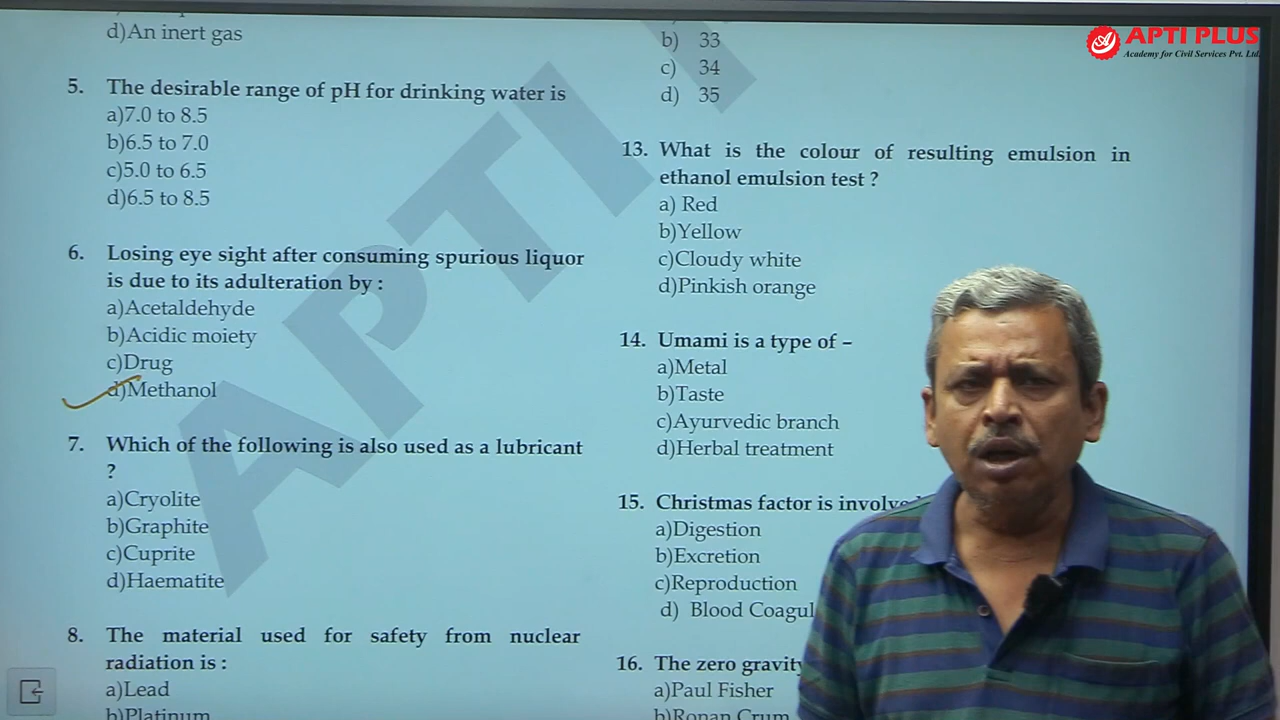 d)An inert gas
5. The desirable range of pH for drinking water is
a)7.0 to 8.5
b)6.5 to 7.0
c)5.0 to 6.5
d)6.5 to 8.5
6. Losing eye sight after consuming spurious liquor
is due to its adulteration by :
a)Acetaldehyde
b)Acidic moiety
c)Drug
d)Methanol
7. Which of the following is also used as a lubricant
?
a)Cryolite
b)Graphite
c)Cuprite
d)Haematite
8. The material used for safety from nuclear
radiation is :
a)Lead
b)Platinum
b) 33
c) 34
d) 35
13. What is the colour of resulting emulsion in
ethanol emulsion test ?
a) Red
b)Yellow
c)Cloudy white
d)Pinkish orange
14. Umami is a type of –
a)Metal
b)Taste
c)Ayurvedic branch
d)Herbal treatment
15. Christmas factor is involve
a)Digestion
b)Excretion
c)Reproduction
d) Blood Coagul
16. The zero gravity
a)Paul Fisher
b)Ronan Crum
APTI
APTI PLUS
Academy for Civil Services Pvt. Ltd.